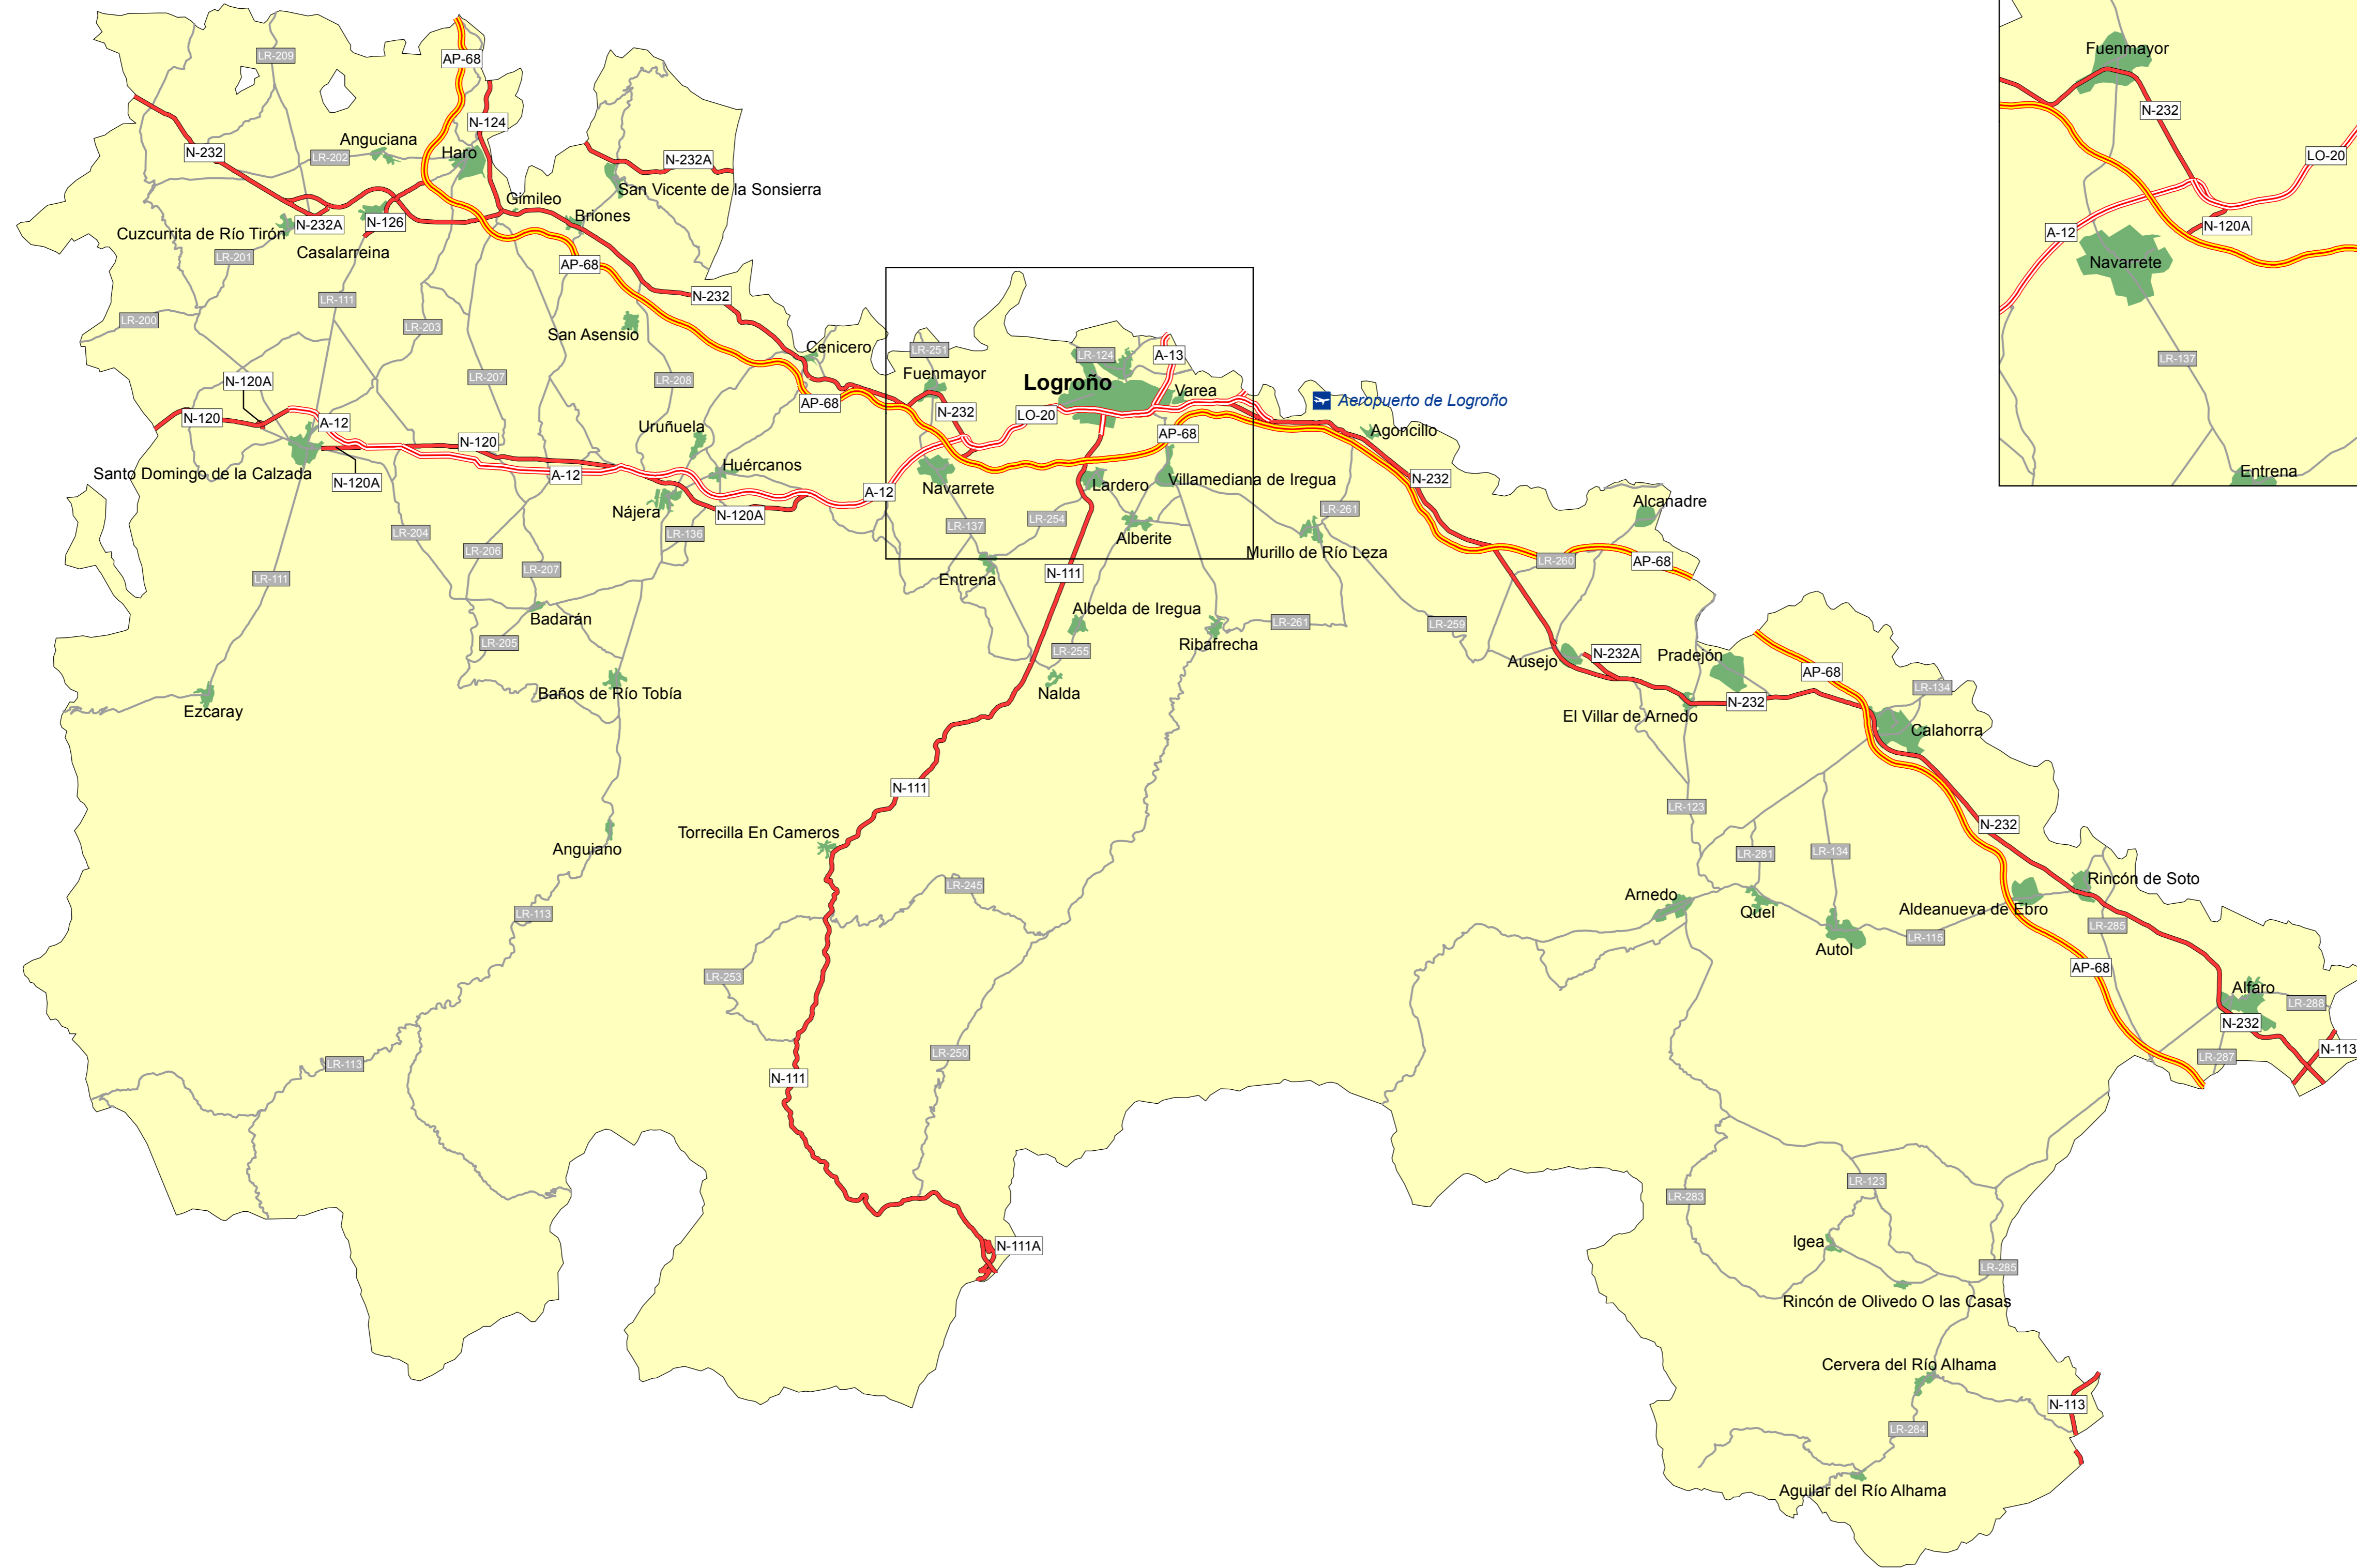 Fuenmayor
LR-209
AP-68
N-232
N-124
Anguciana
LR-202
Haro
N-232
N-232A
LO-20
San Vicente de la Sonsierra
Gimileo
Briones
N-232A
N-126
N-120A
Cuzcurrita de Río Tirón
A-12
Casalarreina
LR-201
AP-68
Navarrete
LR-111
N-232
LR-200
LR-203
San Asensio
Cenicero
LR-251
LR-124
A-13
LR-137
Fuenmayor
N-120A
LR-207
LR-208
Logroño
Varea
AP-68
Aeropuerto de Logroño
N-120
N-232
LO-20
A-12
Uruñuela
AP-68
Agoncillo
N-120
Huércanos
Entrena
Santo Domingo de la Calzada
A-12
N-120A
A-12
Navarrete
Lardero
Villamediana de Iregua
N-232
Nájera
N-120A
Alcanadre
LR-261
LR-204
LR-136
LR-137
LR-254
Alberite
LR-206
Murillo de Río Leza
LR-207
LR-260
AP-68
LR-111
Entrena
N-111
Badarán
Albelda de Iregua
LR-261
LR-259
LR-205
LR-255
Ribafrecha
Ausejo
N-232A
Pradejón
AP-68
Baños de Río Tobía
Nalda
LR-134
Ezcaray
El Villar de Arnedo
N-232
Calahorra
N-111
LR-123
Torrecilla En Cameros
N-232
Anguiano
LR-281
LR-134
LR-245
Arnedo
Rincón de Soto
LR-113
Quel
Aldeanueva de Ebro
LR-285
Autol
LR-115
LR-253
AP-68
Alfaro
LR-288
N-232
LR-250
LR-113
N-113
LR-287
N-111
LR-123
LR-283
N-111A
Igea
LR-285
Rincón de Olivedo O las Casas
Cervera del Río Alhama
N-113
LR-284
Aguilar del Río Alhama